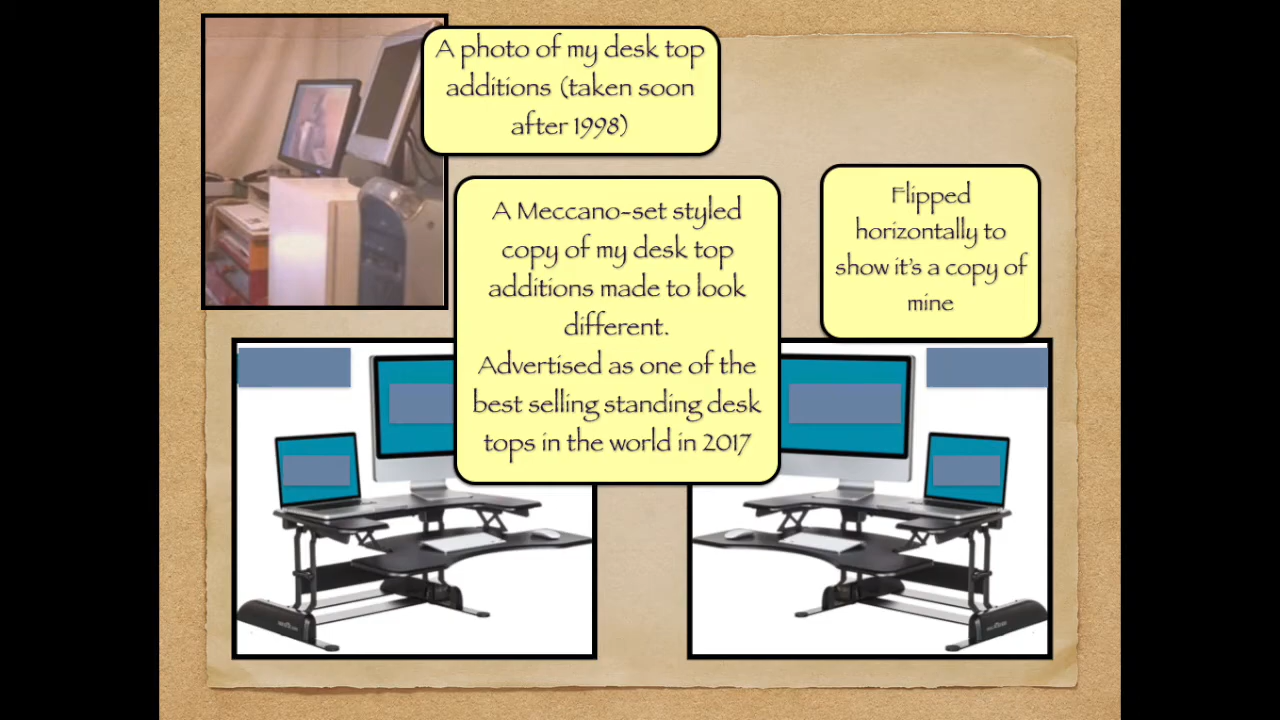 A photo of my desk top
additions (taken soon
after 1998)
A Meccano-set styled
copy of my desk top
additions made to look
different.
Advertised as one of the
best selling standing desk
tops in the world in 2017
Flipped
horizontally to
show it's a copy of
mine